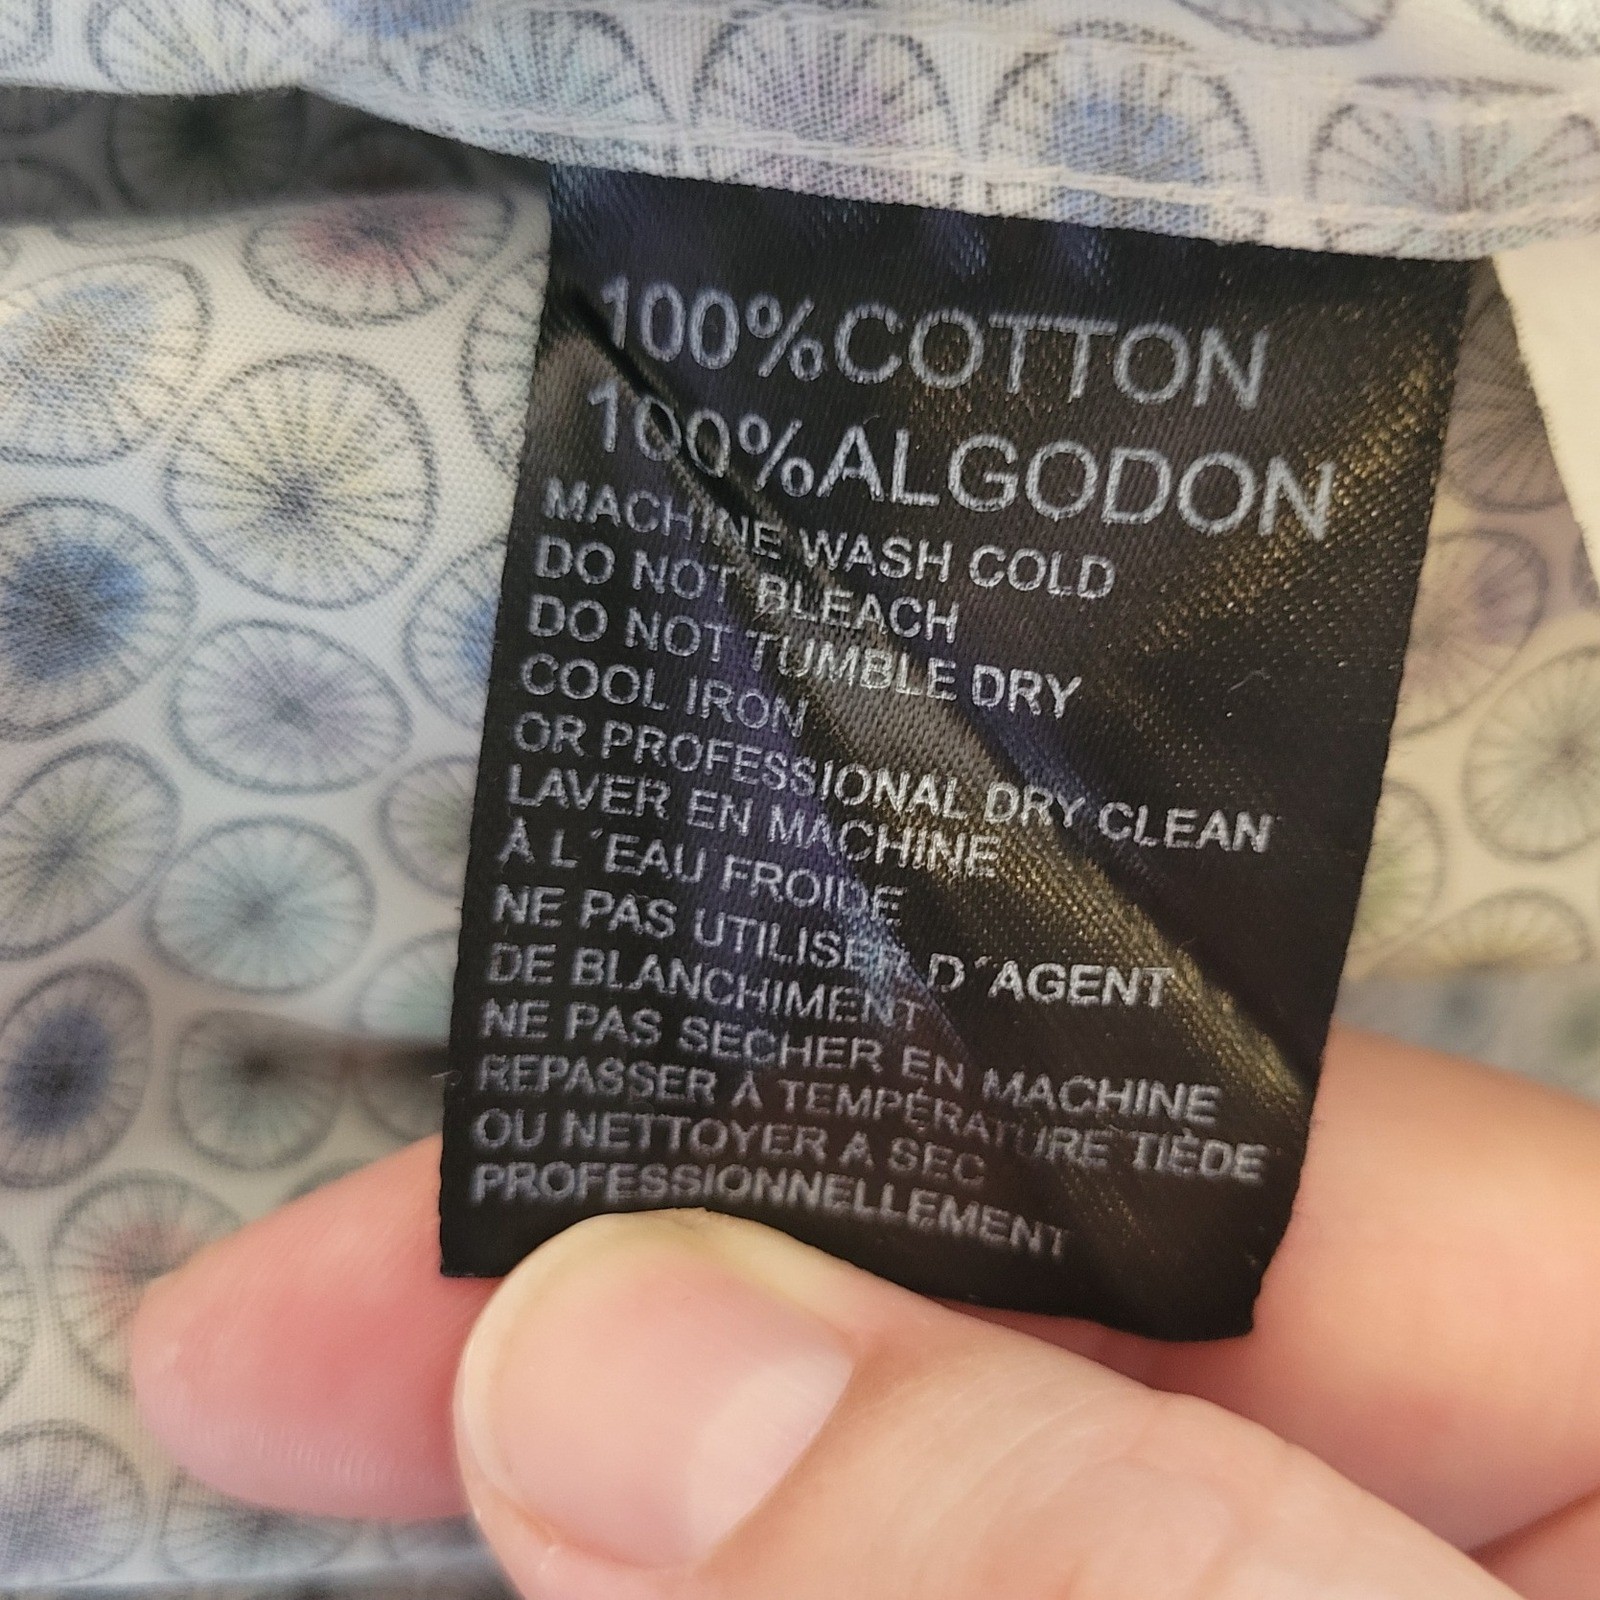 100%COTTON
100%ALGODON
MACHINE WASH COLD
DO NOT BLEACH
DO NOT TUMBLE DRY
COOL IRON
OR PROFESSIONAL DRY CLEAN
LAVER EN MACHINE
À L´EAU FROIDE
NE PAS UTILISER D´AGENT
DE BLANCHIMENT
NE PAS SECHER EN MACHINE
REPASSER À TEMPÉRATURE TIÈDE
OU NETTOYER A SEC
PROFESSIONNELLEMENT